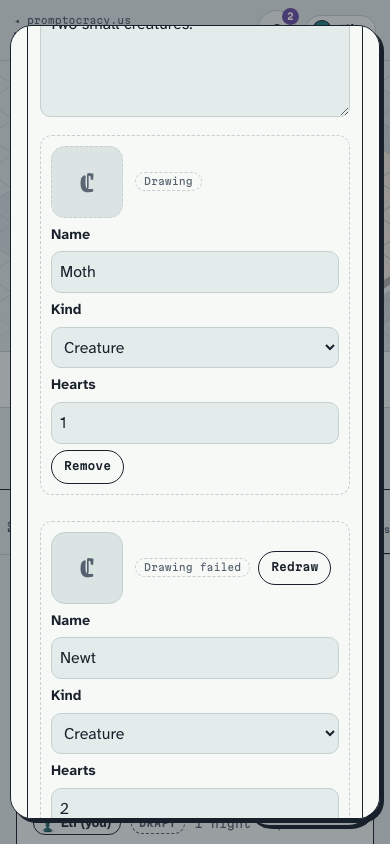 promptocracy.us
2
Two small creatures.
ℂ
Drawing
Name
Moth
Kind
Creature
Hearts
1
Remove
ℂ
Drawing failed
Redraw
Name
Newt
Kind
Creature
Hearts
2
(you)
DRAFT
1 night